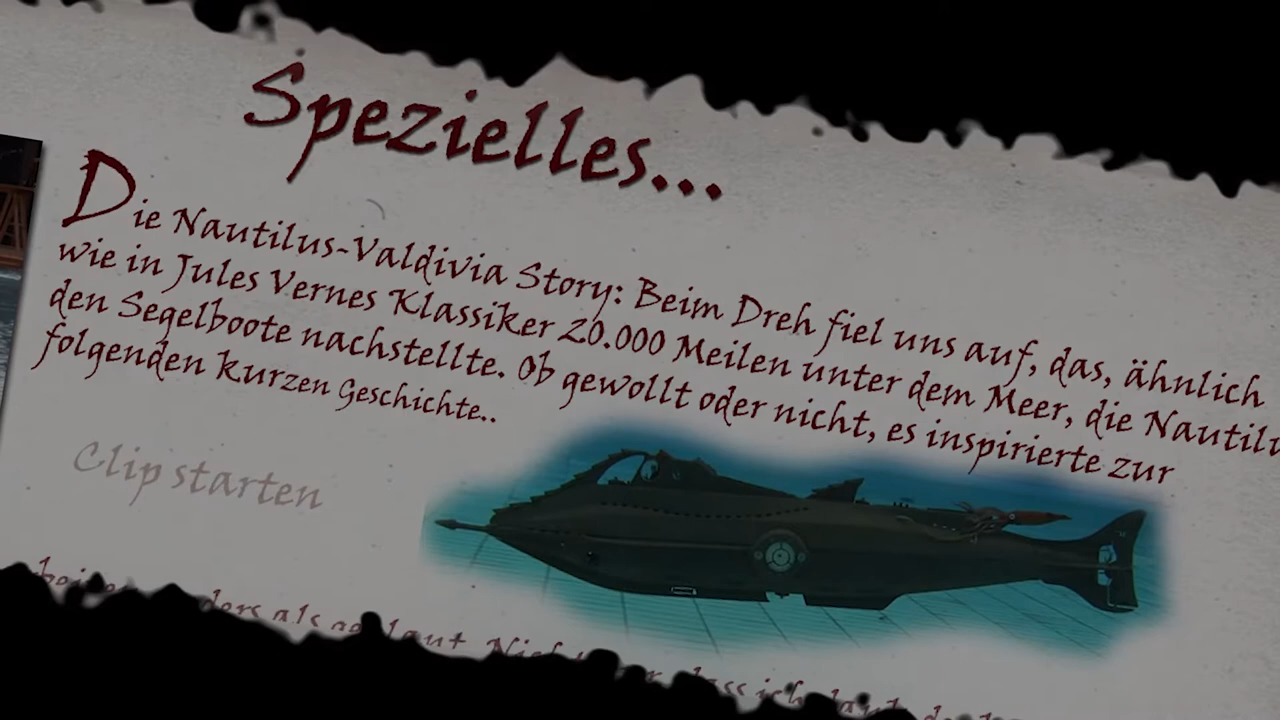 Spezielles...
Die Nautilus-Valdivia Story: Beim Dreh fiel uns auf, das, ähnlich
wie in Jules Vernes Klassiker 20.000 Meilen unter dem Meer, die Nautilu
den Segelboote nachstellte. Ob gewollt oder nicht, es inspirierte zur
folgenden kurzen Geschichte..
Clip starten
als